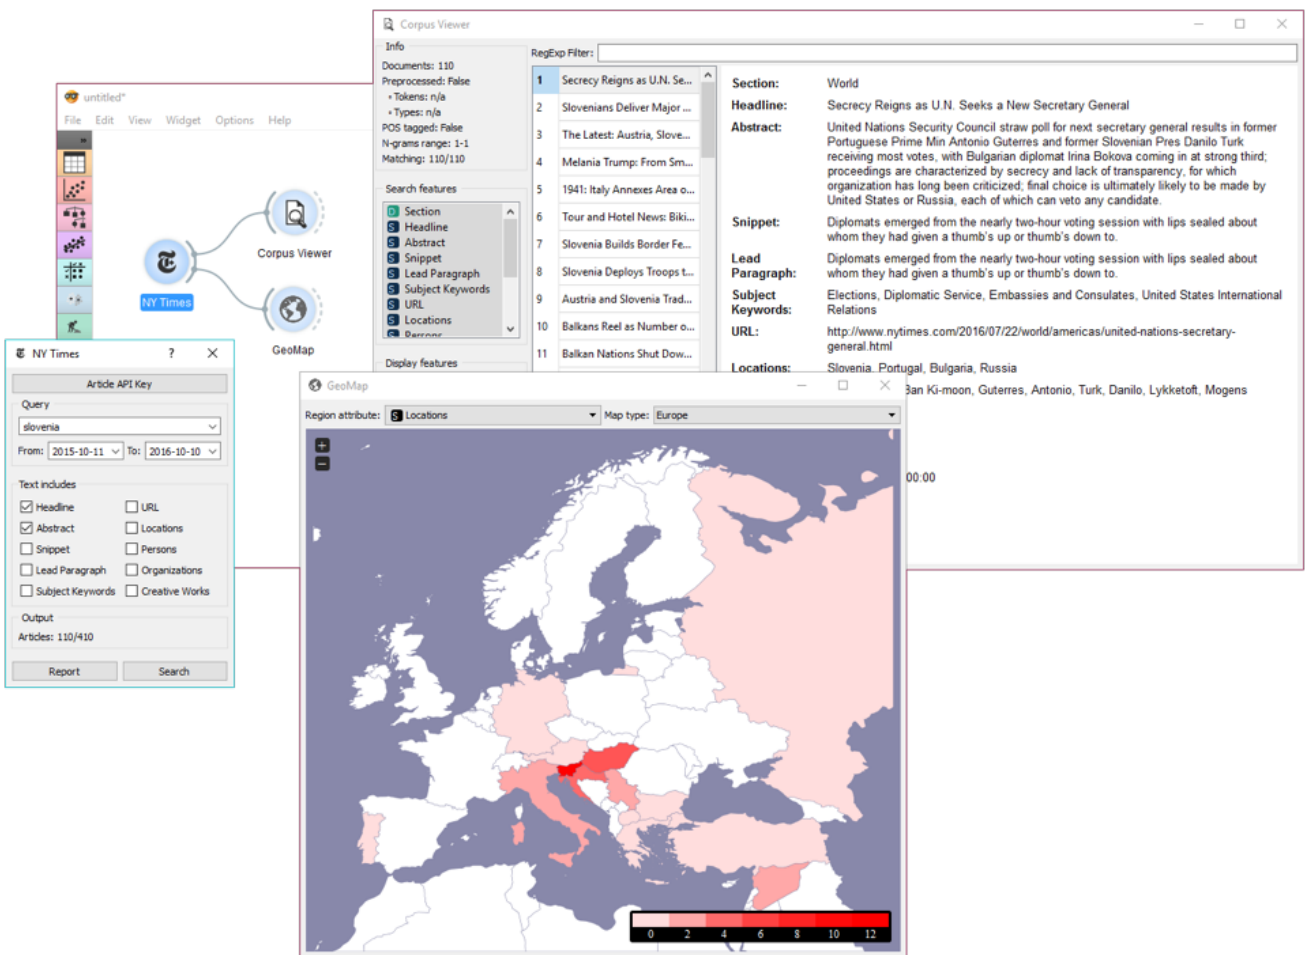 Corpus Viewer
Info
Documents: 110
Preprocessed: False
◦ Tokens: n/a
◦ Types: n/a
POS tagged: False
N-grams range: 1-1
Matching: 110/110
Search features
D Section
S Headline
S Abstract
S Snippet
S Lead Paragraph
S Subject Keywords
S URL
S Locations
S Persons
Display features
RegExp Filter:
1 Secrecy Reigns as U.N. Se...
2 Slovenians Deliver Major ...
3 The Latest: Austria, Slove...
4 Melania Trump: From Sm...
5 1941: Italy Annexes Area o...
6 Tour and Hotel News: Biki...
7 Slovenia Builds Border Fe...
8 Slovenia Deploys Troops t...
9 Austria and Slovenia Trad...
10 Balkans Reel as Number o...
11 Balkan Nations Shut Dow...
Section: World
Headline: Secrecy Reigns as U.N. Seeks a New Secretary General
Abstract: United Nations Security Council straw poll for next secretary general results in former
Portuguese Prime Min Antonio Guterres and former Slovenian Pres Danilo Turk
receiving most votes, with Bulgarian diplomat Irina Bokova coming in at strong third;
proceedings are characterized by secrecy and lack of transparency, for which
organization has long been criticized; final choice is ultimately likely to be made by
United States or Russia, each of which can veto any candidate.
Snippet: Diplomats emerged from the nearly two-hour voting session with lips sealed about
whom they had given a thumb's up or thumb's down to.
Lead Paragraph: Diplomats emerged from the nearly two-hour voting session with lips sealed about
whom they had given a thumb's up or thumb's down to.
Subject Keywords: Elections, Diplomatic Service, Embassies and Consulates, United States International
Relations
URL: http://www.nytimes.com/2016/07/22/world/americas/united-nations-secretary-
general.html
Locations: Slovenia, Portugal, Bulgaria, Russia
Ban Ki-moon, Guterres, Antonio, Turk, Danilo, Lykketoft, Mogens
00:00
untitled*
File Edit View Widget Options Help
Corpus Viewer
NY Times
GeoMap
NY Times ?
Article API Key
Query
slovenia
From: 2015-10-11 To: 2016-10-10
Text includes
Headline URL
Abstract Locations
Snippet Persons
Lead Paragraph Organizations
Subject Keywords Creative Works
Output
Articles: 110/410
Report Search
GeoMap
Region attribute: S Locations Map type: Europe
+
−
0 2 4 6 8 10 12